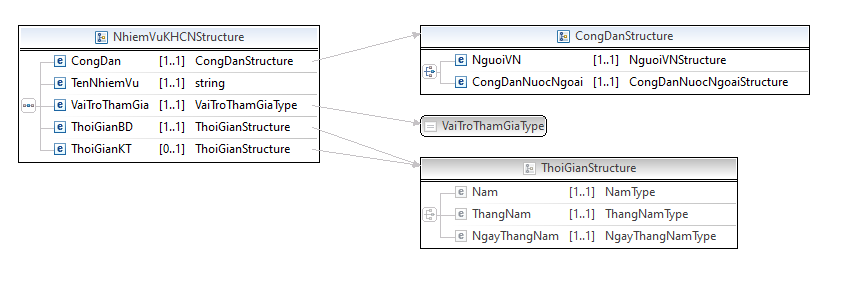 NhiemVuKHCNStructure
CongDan [1..1] CongDanStructure
TenNhiemVu [1..1] string
VaiTroThamGia [1..1] VaiTroThamGiaType
ThoiGianBD [1..1] ThoiGianStructure
ThoiGianKT [0..1] ThoiGianStructure
CongDanStructure
NguoiVN [1..1] NguoiVNStructure
CongDanNuocNgoai [1..1] CongDanNuocNgoaiStructure
VaiTroThamGiaType
ThoiGianStructure
Nam [1..1] NamType
ThangNam [1..1] ThangNamType
NgayThangNam [1..1] NgayThangNamType